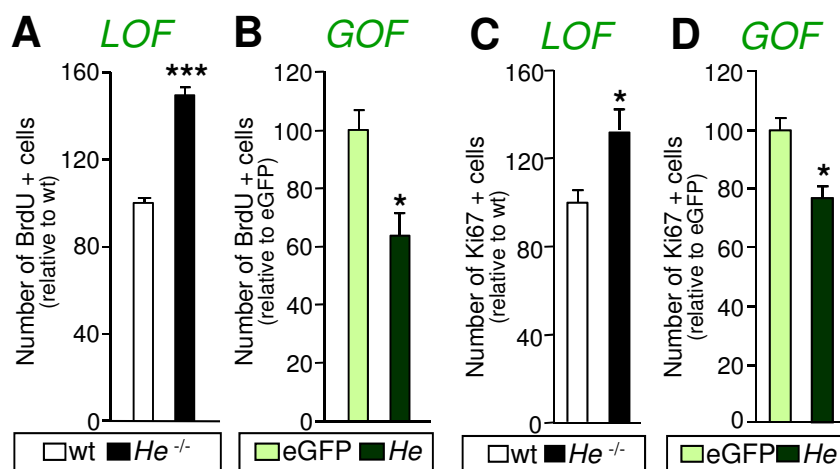 A LOF
Number of BrdU + cells
(relative to wt)
160
120
80
40
0
***
wt He -/-
B GOF
Number of BrdU + cells
(relative to eGFP)
120
100
80
60
40
20
0
*
eGFP He
C LOF
Number of Ki67 + cells
(relative to wt)
160
120
80
40
0
*
wt He -/-
D GOF
Number of Ki67 + cells
(relative to eGFP)
120
100
80
60
40
20
0
*
eGFP He